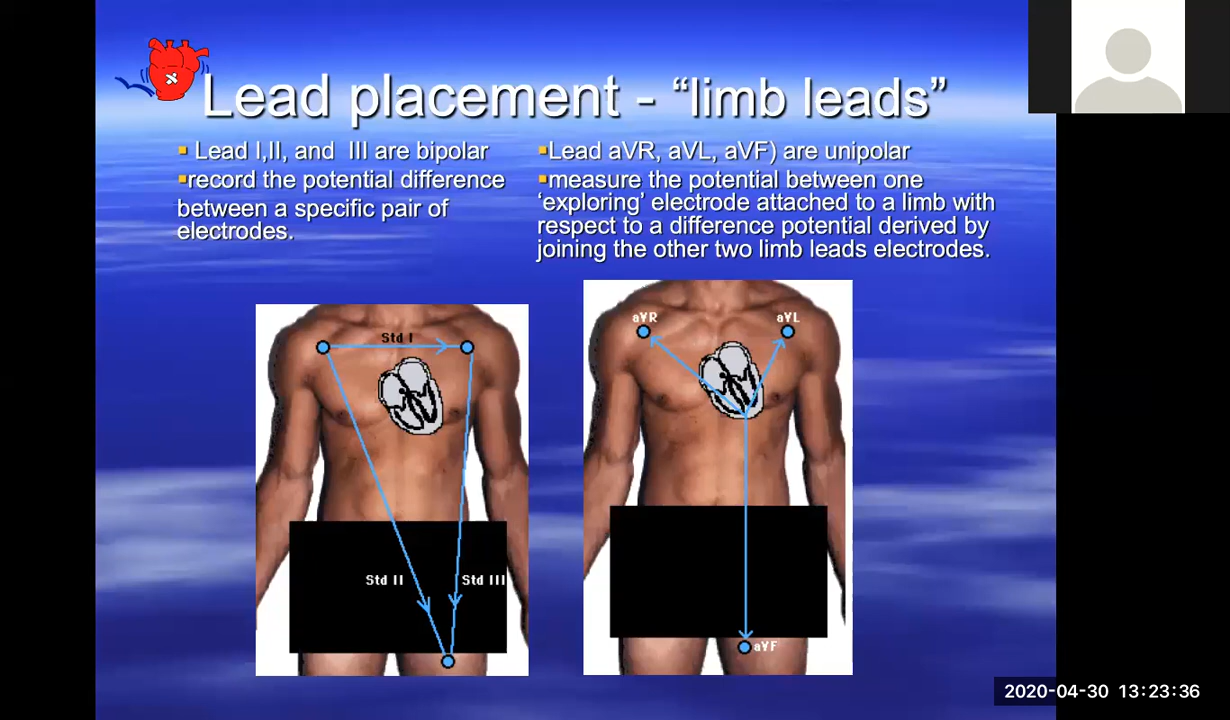 Lead placement - “limb leads”
▪ Lead I,II, and III are bipolar
▪record the potential difference
between a specific pair of
electrodes.
▪Lead aVR, aVL, aVF) are unipolar
▪measure the potential between one
‘exploring’ electrode attached to a limb with
respect to a difference potential derived by
joining the other two limb leads electrodes.
Std I
Std II
Std III
aVR
aVL
aVF
2020-04-30 13:23:36